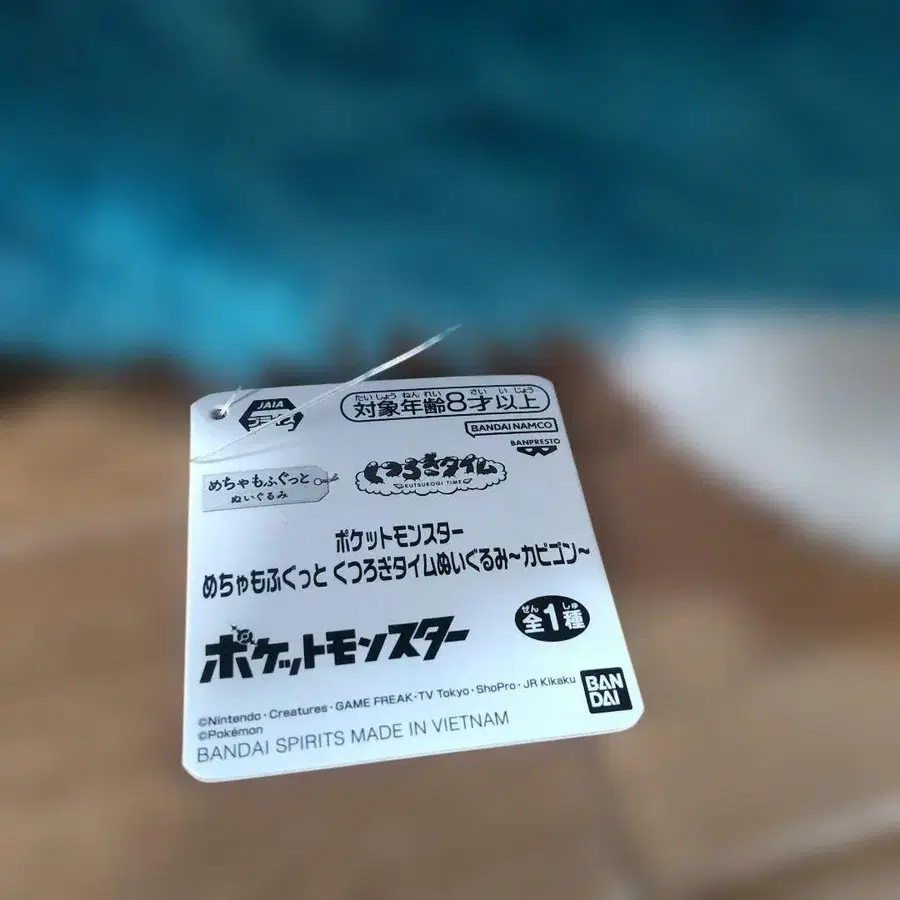 JAIA
たいしょう ねんれい さい いじょう
対象年齢8才以上
BANDAI NAMCO
BANPRESTO
めちゃもふぐっと
ぬいぐるみ
くつろぎタイム
KUTSUROGI TIME
ポケットモンスター
めちゃもふぐっと くつろぎタイムぬいぐるみ〜カビゴン〜
ぜん しゅ
全1種
ポケットモンスター
©Nintendo・Creatures・GAME FREAK・TV Tokyo・ShoPro・JR Kikaku
©Pokémon
BANDAI SPIRITS MADE IN VIETNAM
BAN
DAI